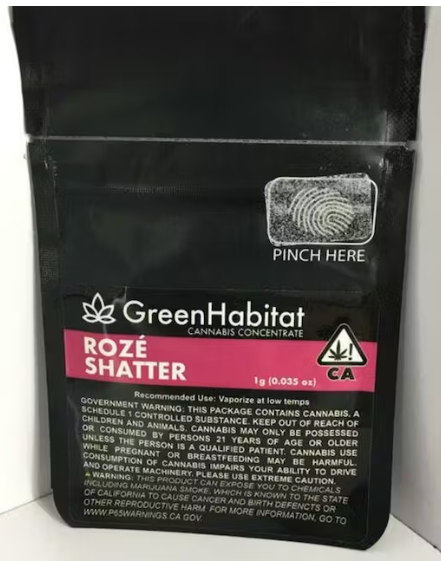 PINCH HERE
GreenHabitat
CANNABIS CONCENTRATE
ROZÉ
SHATTER
1g (0.035 oz)
CA
Recommended Use: Vaporize at low temps
GOVERNMENT WARNING: THIS PACKAGE CONTAINS CANNABIS, A
SCHEDULE 1 CONTROLLED SUBSTANCE. KEEP OUT OF REACH OF
CHILDREN AND ANIMALS. CANNABIS MAY ONLY BE POSSESSED
OR CONSUMED BY PERSONS 21 YEARS OF AGE OR OLDER
UNLESS THE PERSON IS A QUALIFIED PATIENT. CANNABIS USE
WHILE PREGNANT OR BREASTFEEDING MAY BE HARMFUL.
CONSUMPTION OF CANNABIS IMPAIRS YOUR ABILITY TO DRIVE
AND OPERATE MACHINERY. PLEASE USE EXTREME CAUTION.
⚠WARNING: THIS PRODUCT CAN EXPOSE YOU TO CHEMICALS
INCLUDING MARIJUANA SMOKE, WHICH IS KNOWN TO THE STATE
OF CALIFORNIA TO CAUSE CANCER AND BIRTH DEFENCTS OR
OTHER REPRODUCTIVE HARM. FOR MORE INFORMATION, GO TO
WWW.P65WARNINGS.CA.GOV.